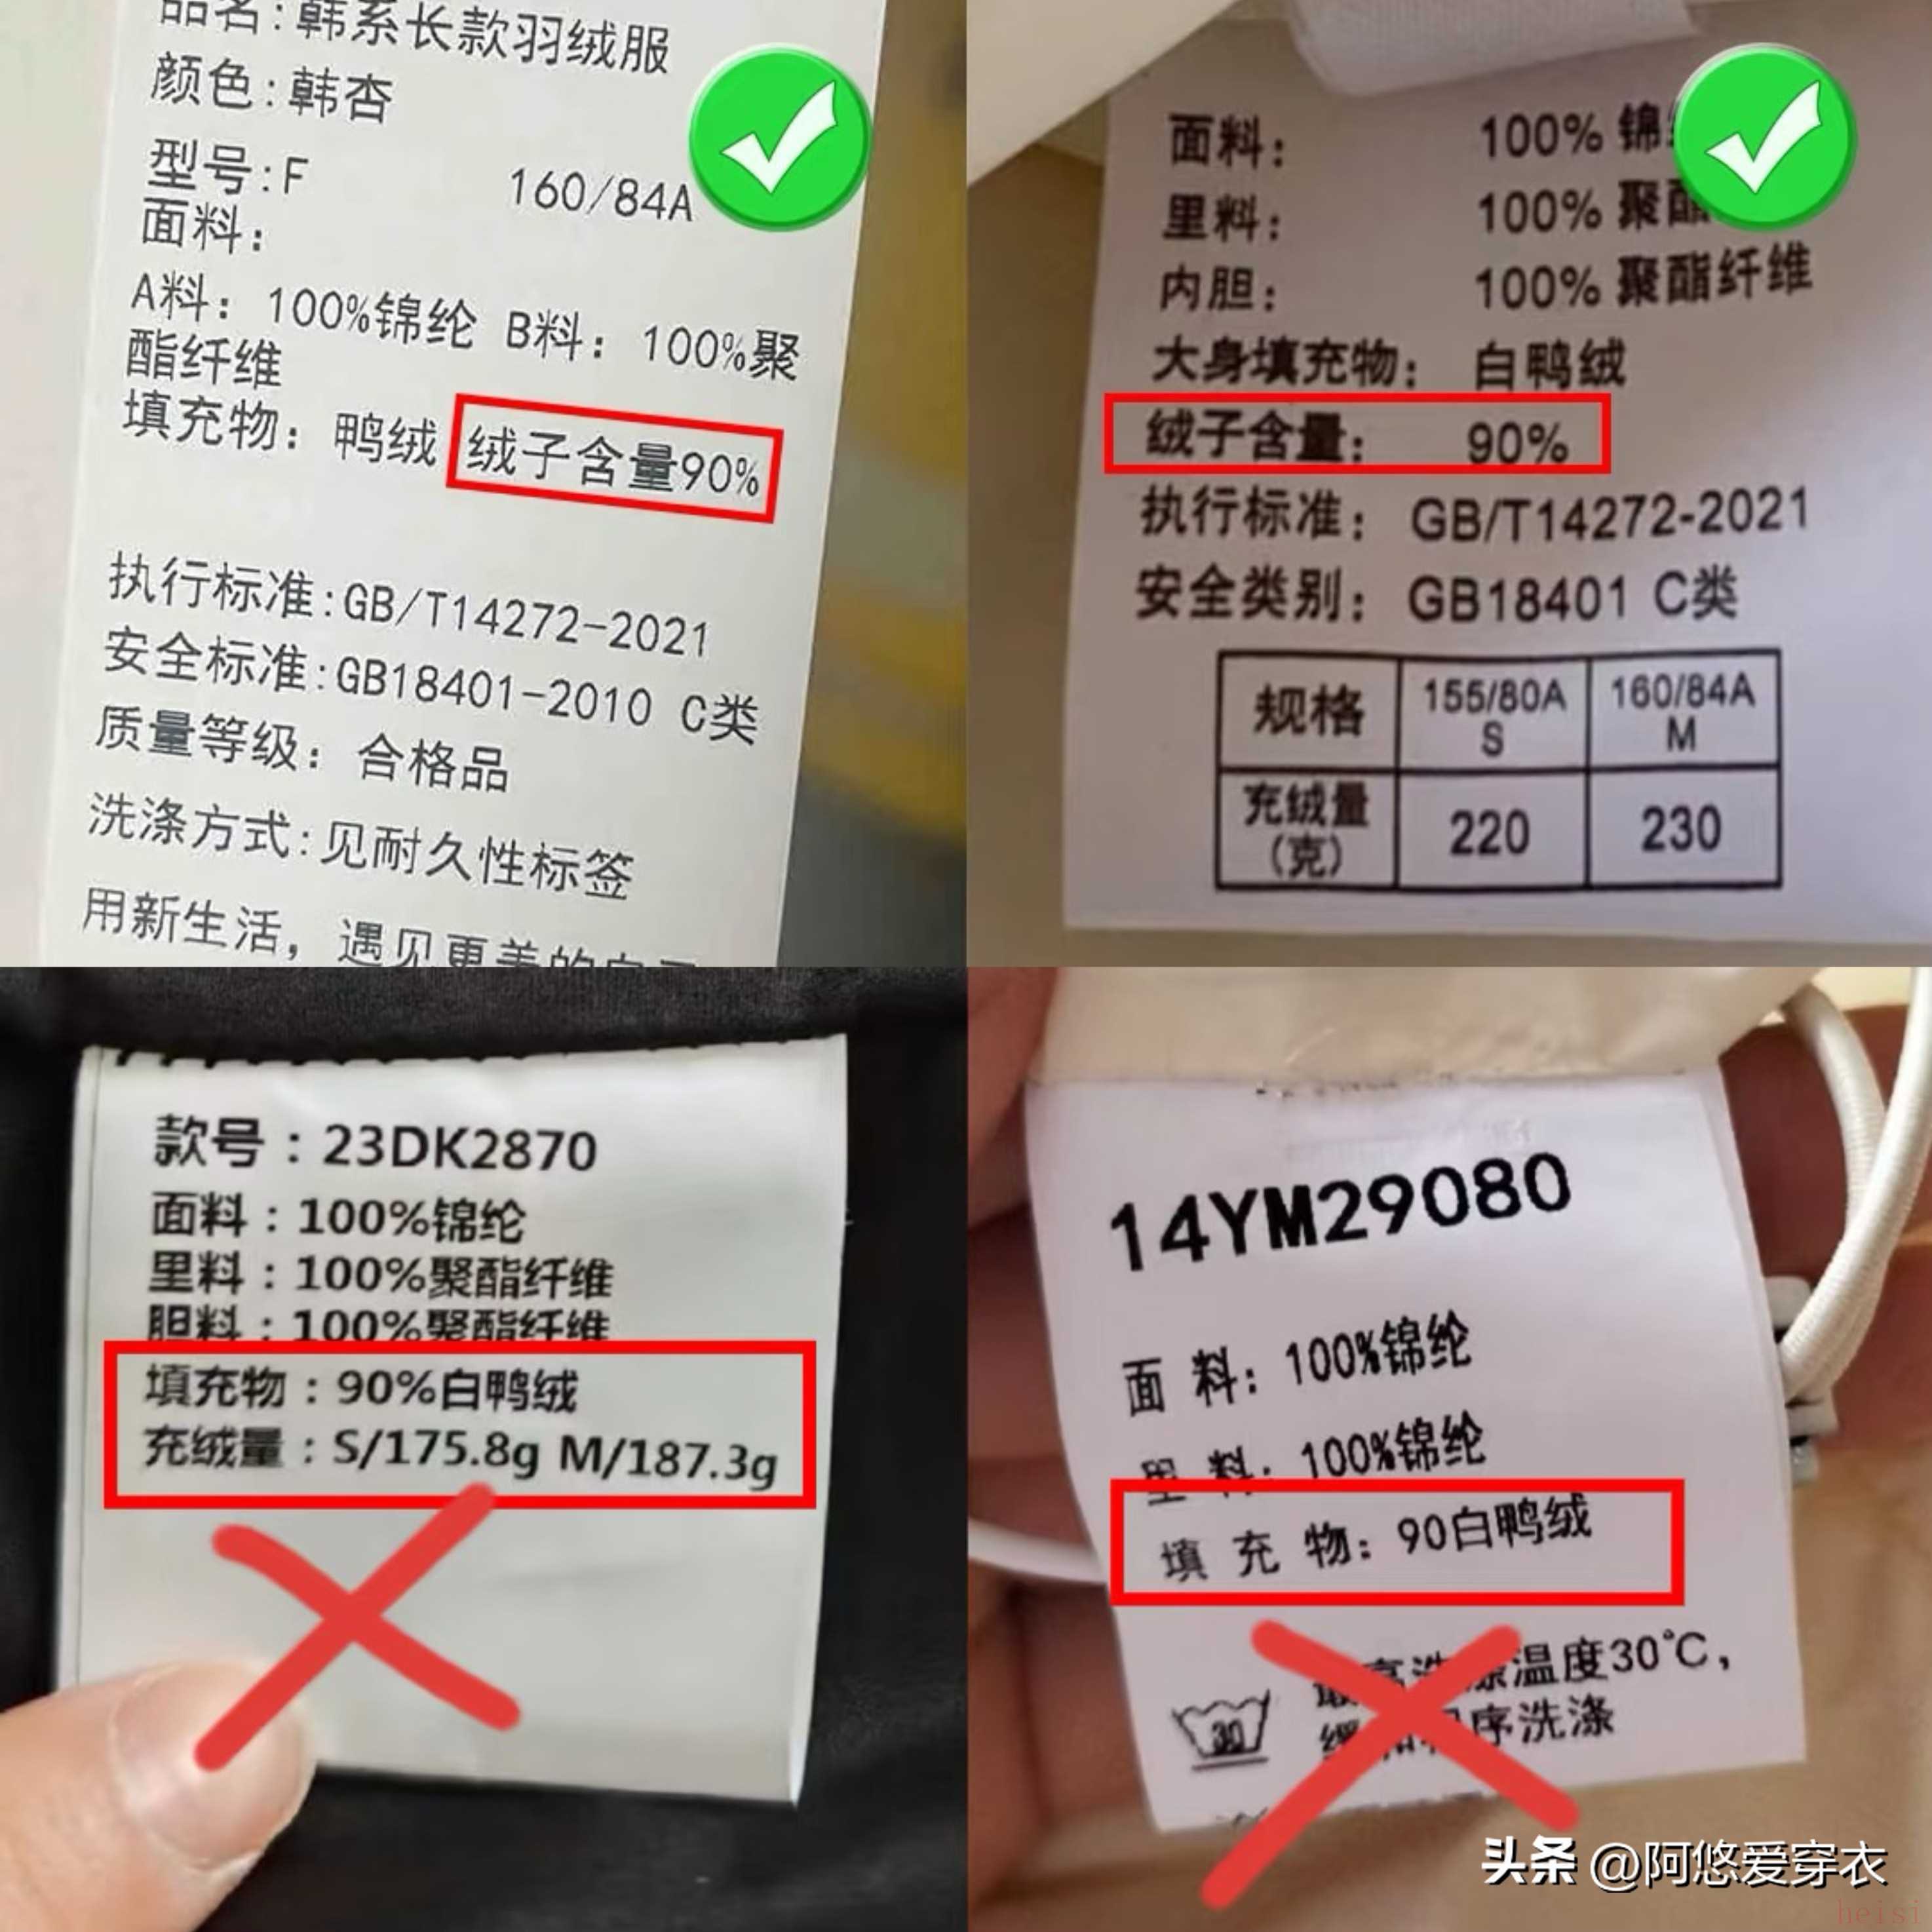 品名:韩系长款羽绒服
颜色:韩杏
型号:F 160/84A
面料:
A料: 100%锦纶 B料: 100%聚
酯纤维
填充物: 鸭绒 绒子含量90%
执行标准:GB/T14272-2021
安全标准:GB18401-2010 C类
质量等级: 合格品
洗涤方式:见耐久性标签
用新生活, 遇见更美的
面料: 100% 锦
里料: 100% 聚酯
内胆: 100% 聚酯纤维
大身填充物: 白鸭绒
绒子含量: 90%
执行标准: GB/T14272-2021
安全类别: GB18401 C类
规格 155/80A S 160/84A M
充绒量(克) 220 230
款号:23DK2870
面料:100%锦纶
里料:100%聚酯纤维
胆料:100%聚酯纤维
填充物:90%白鸭绒
充绒量:S/175.8g M/187.3g
14YM29080
面 料: 100%锦纶
里 料: 100%锦纶
填 充 物: 90白鸭绒
30
温度30℃,
序洗涤
头条 @阿悠爱穿衣
heisi